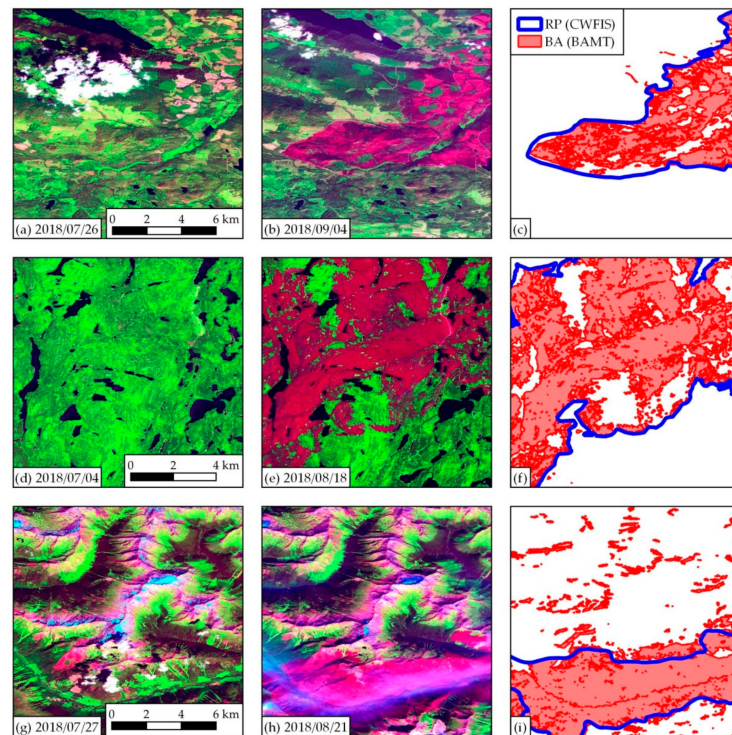 RP (CWFIS)
BA (BAMT)
(a) 2018/07/26
0 2 4 6 km
(b) 2018/09/04
(c)
(d) 2018/07/04
0 2 4 km
(e) 2018/08/18
(f)
(g) 2018/07/27
0 2 4 6 km
(h) 2018/08/21
(i)